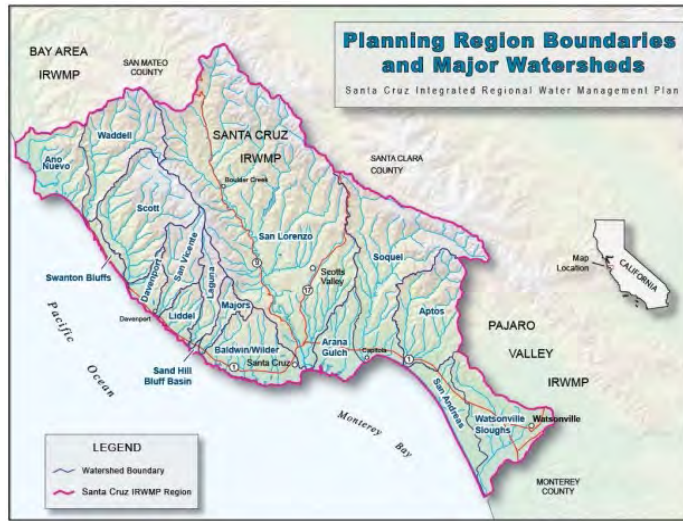 Planning Region Boundaries
and Major Watersheds
Santa Cruz Integrated Regional Water Management Plan
BAY AREA
IRWMP
SAN MATEO
COUNTY
Ano
Nuevo
Waddell
SANTA CRUZ
IRWMP
SANTA CLARA
COUNTY
Boulder Creek
Scott
San Lorenzo
Soquel
Scotts
Valley
Swanton Bluffs
Davenport
San Vicente
Laguna
9
17
Map
Location
CALIFORNIA
Davenport
Liddel
Majors
Aptos
PAJARO
VALLEY
IRWMP
Pacific Ocean
Baldwin/Wilder
Arana
Gulch
Capitola
1
Sand Hill
Bluff Basin
1
Santa Cruz
San Andreas
Monterey Bay
Watsonville
Sloughs
Watsonville
MONTEREY
COUNTY
LEGEND
Watershed Boundary
Santa Cruz IRWMP Region